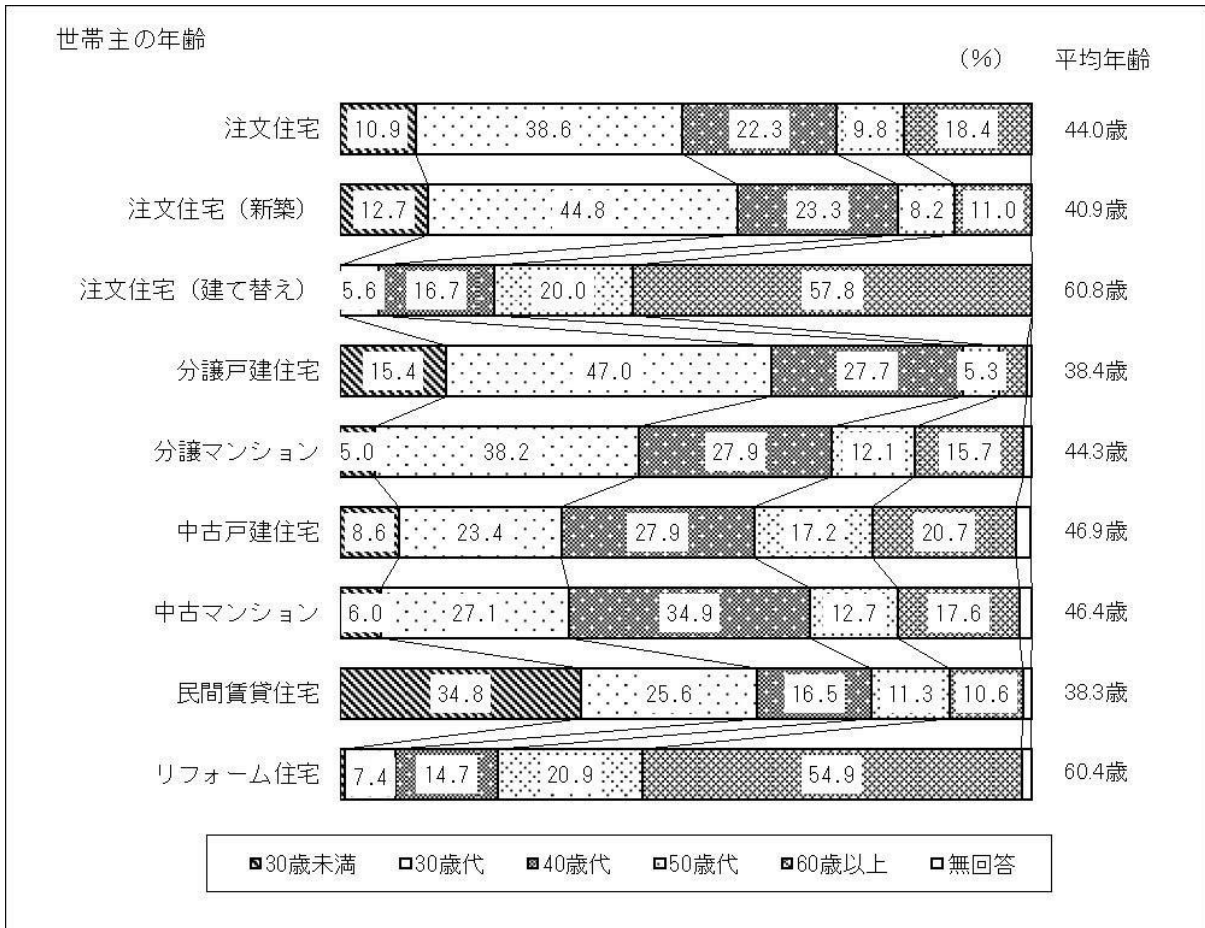 世帯主の年齢
（%） 平均年齢
注文住宅 10.9 38.6 22.3 9.8 18.4 44.0歳
注文住宅（新築） 12.7 44.8 23.3 8.2 11.0 40.9歳
注文住宅（建て替え） 5.6 16.7 20.0 57.8 60.8歳
分譲戸建住宅 15.4 47.0 27.7 5.3 38.4歳
分譲マンション 5.0 38.2 27.9 12.1 15.7 44.3歳
中古戸建住宅 8.6 23.4 27.9 17.2 20.7 46.9歳
中古マンション 6.0 27.1 34.9 12.7 17.6 46.4歳
民間賃貸住宅 34.8 25.6 16.5 11.3 10.6 38.3歳
リフォーム住宅 7.4 14.7 20.9 54.9 60.4歳
30歳未満 30歳代 40歳代 50歳代 60歳以上 無回答